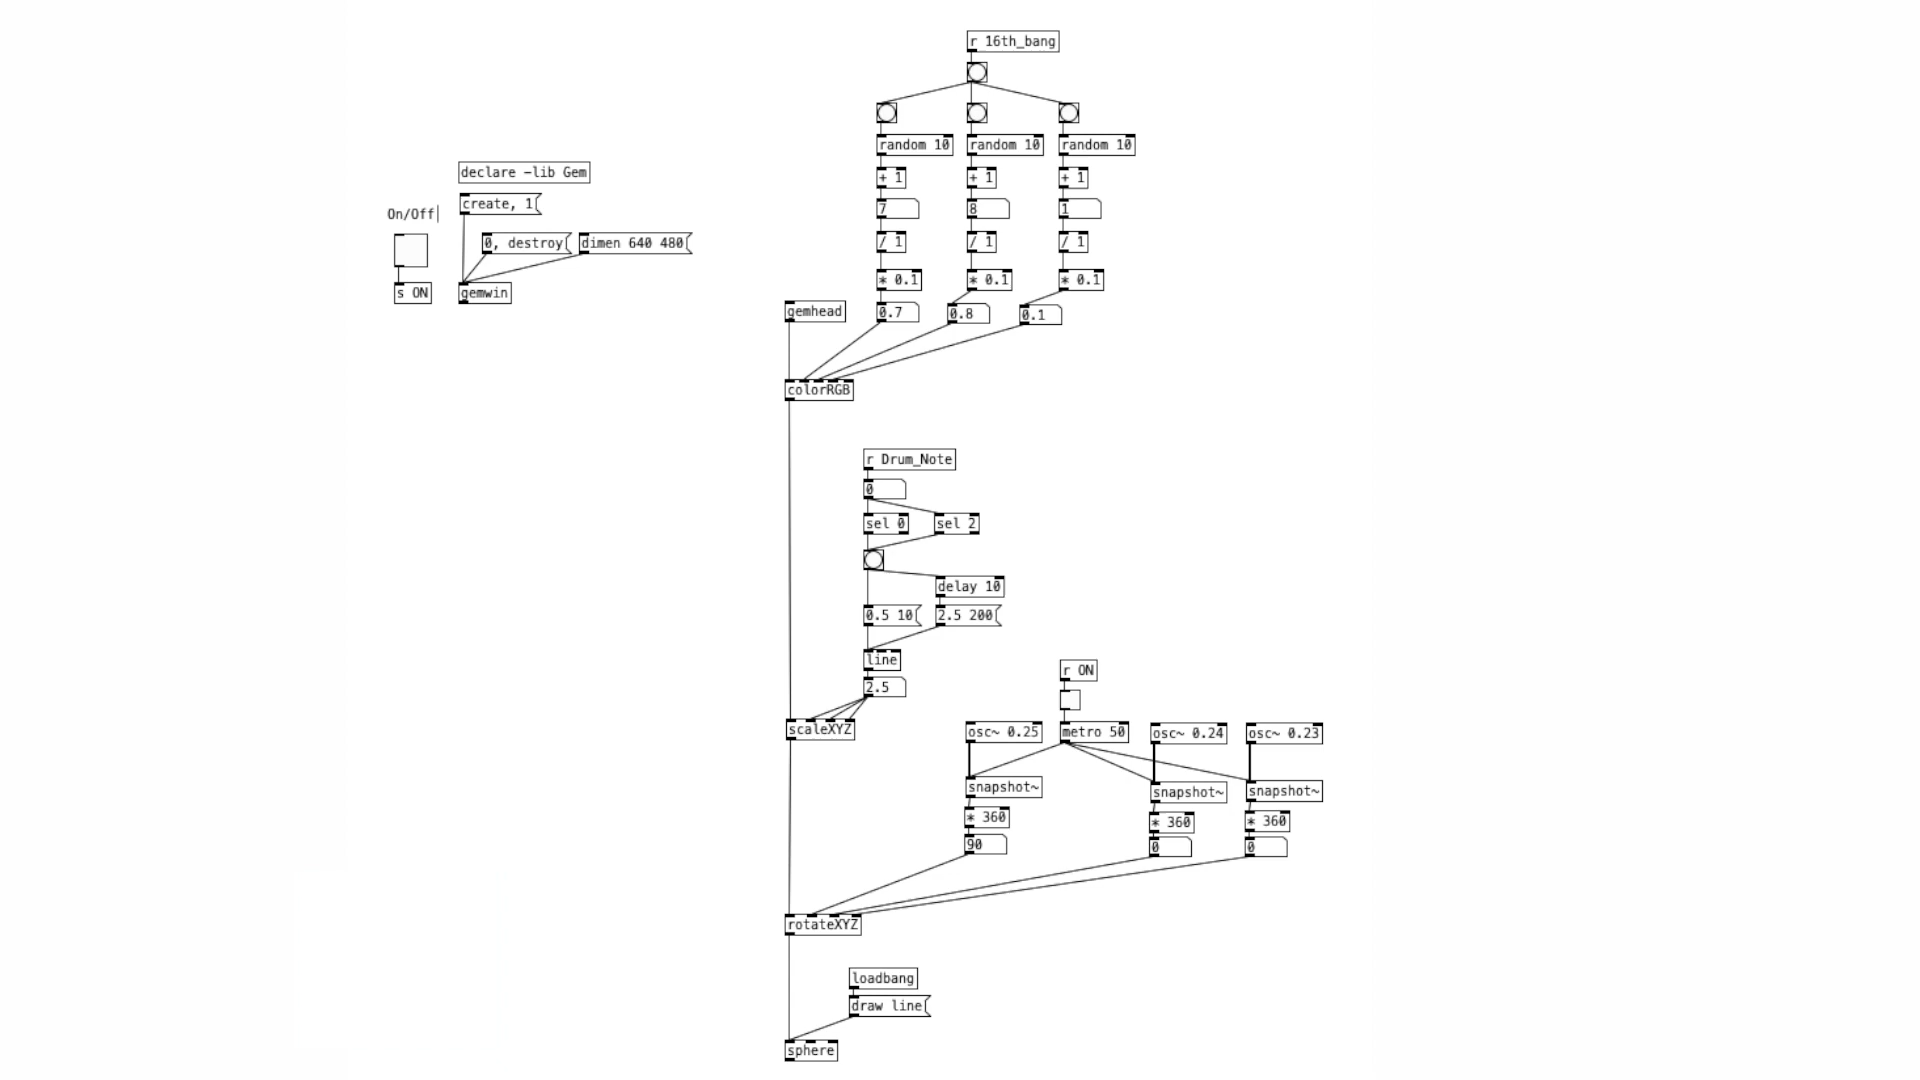 r 16th_bang
random 10 random 10 random 10
declare -lib Gem
+ 1 + 1 + 1
create, 1
7 8 1
On/Off
0, destroy dimen 640 480
/ 1 / 1 / 1
* 0.1 * 0.1 * 0.1
s ON gemwin
gemhead 0.7 0.8 0.1
colorRGB
r Drum_Note
0
sel 0 sel 2
delay 10
0.5 10 2.5 200
line
r ON
2.5
scaleXYZ osc~ 0.25 metro 50 osc~ 0.24 osc~ 0.23
snapshot~ snapshot~ snapshot~
* 360 * 360 * 360
90 0 0
rotateXYZ
loadbang
draw line
sphere